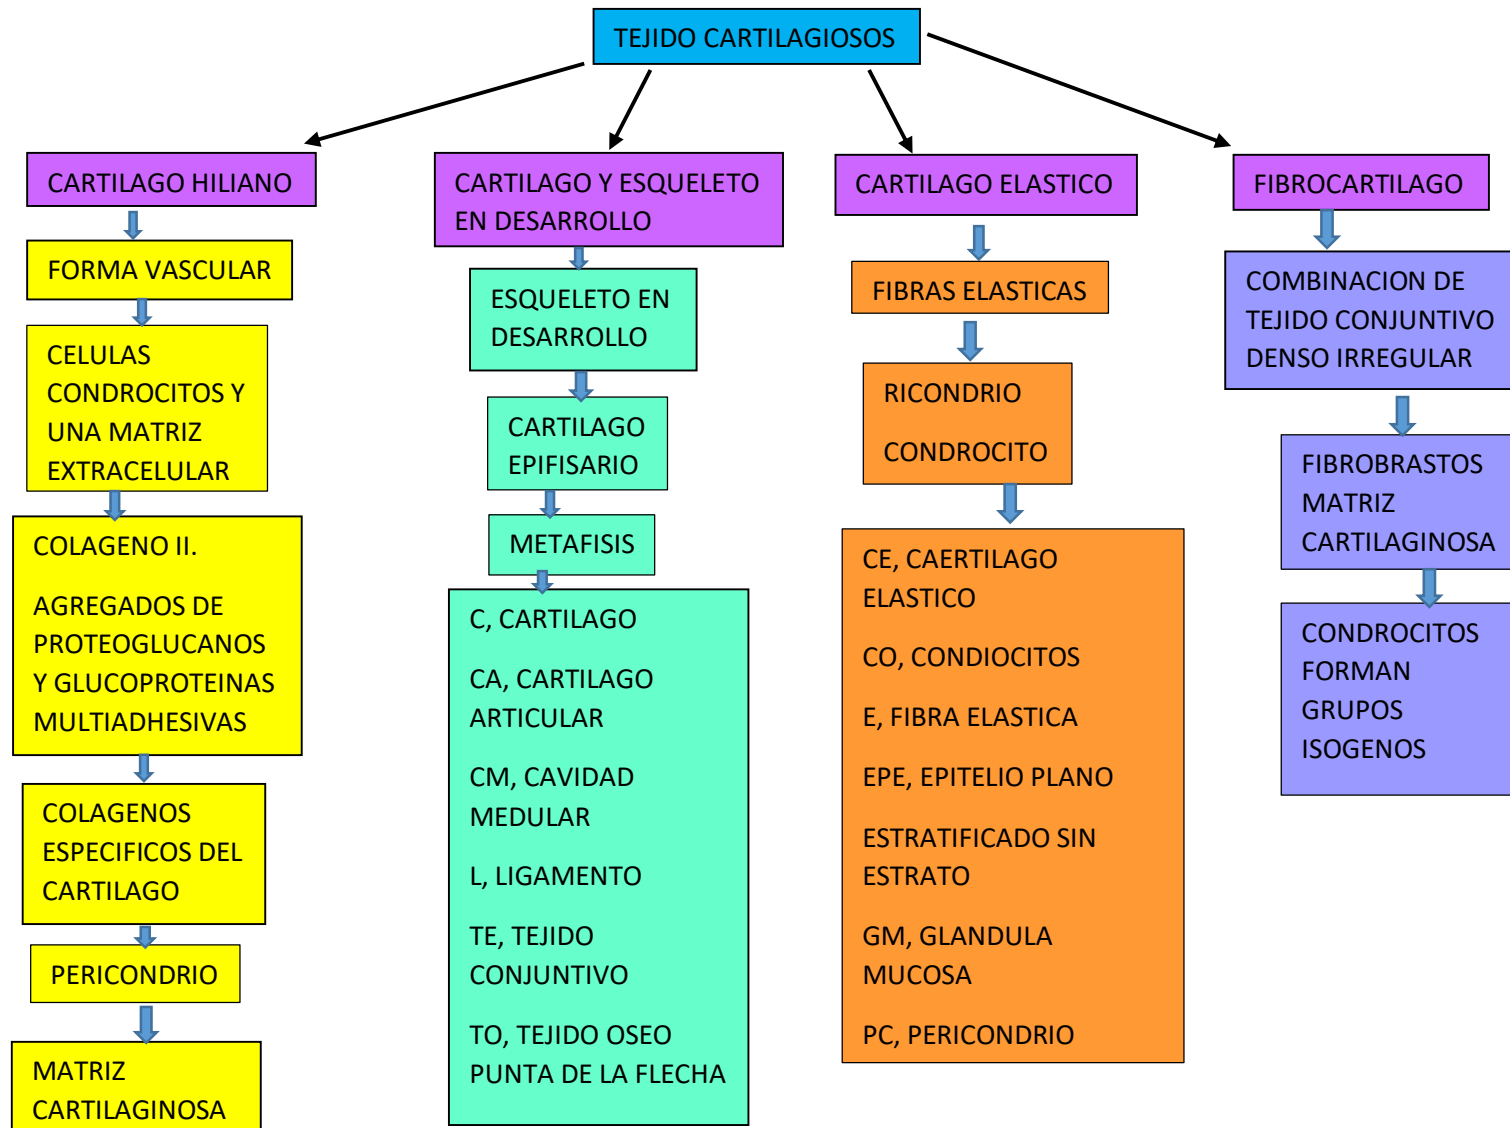 TEJIDO CARTILAGIOSOS
CARTILAGO HILIANO
FORMA VASCULAR
CELULAS
CONDROCITOS Y
UNA MATRIZ
EXTRACELULAR
COLAGENO II.
AGREGADOS DE
PROTEOGLUCANOS
Y GLUCOPROTEINAS
MULTIADHESIVAS
COLAGENOS
ESPECIFICOS DEL
CARTILAGO
PERICONDRIO
MATRIZ
CARTILAGINOSA
CARTILAGO Y ESQUELETO
EN DESARROLLO
ESQUELETO EN
DESARROLLO
CARTILAGO
EPIFISARIO
METAFISIS
C, CARTILAGO
CA, CARTILAGO
ARTICULAR
CM, CAVIDAD
MEDULAR
L, LIGAMENTO
TE, TEJIDO
CONJUNTIVO
TO, TEJIDO OSEO
PUNTA DE LA FLECHA
CARTILAGO ELASTICO
FIBRAS ELASTICAS
RICONDRIO
CONDROCITO
CE, CAERTILAGO
ELASTICO
CO, CONDIOCITOS
E, FIBRA ELASTICA
EPE, EPITELIO PLANO
ESTRATIFICADO SIN
ESTRATO
GM, GLANDULA
MUCOSA
PC, PERICONDRIO
FIBROCARTILAGO
COMBINACION DE
TEJIDO CONJUNTIVO
DENSO IRREGULAR
FIBROBRASTOS
MATRIZ
CARTILAGINOSA
CONDROCITOS
FORMAN
GRUPOS
ISOGENOS